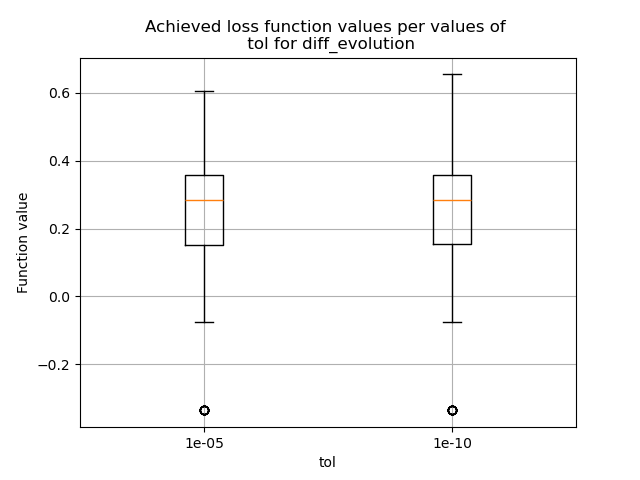 Achieved loss function values per values of
tol for diff_evolution
Function value
0.6
0.4
0.2
0.0
−0.2
1e-05
1e-10
tol